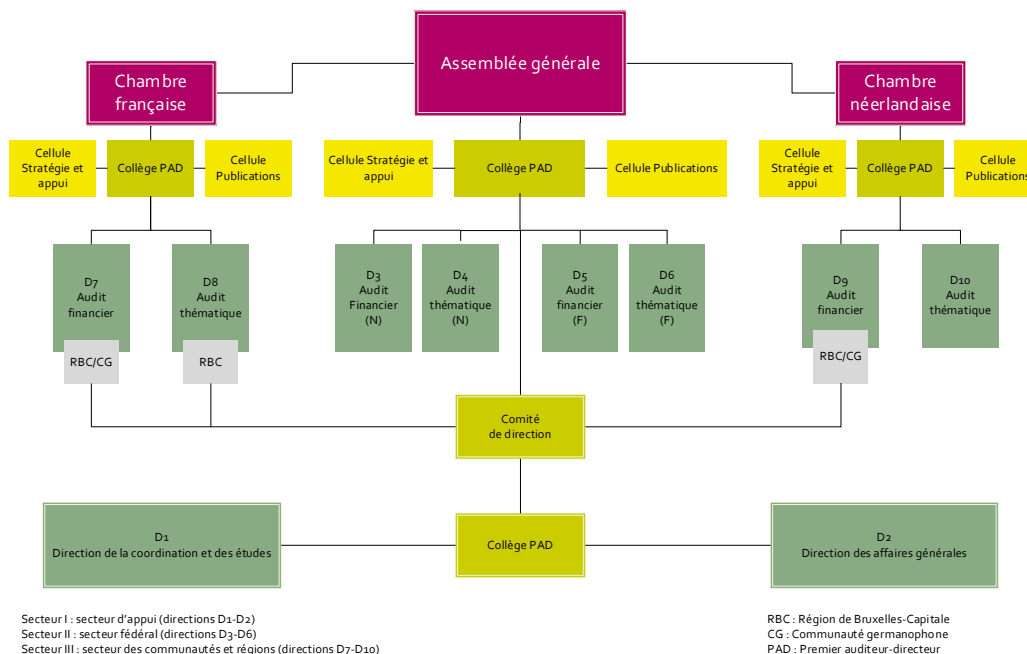 Assemblée générale
Chambre
française
Chambre
néerlandaise
Cellule
Stratégie et
appui
Collège PAD
Cellule
Publications
Cellule Stratégie et
appui
Collège PAD
Cellule Publications
Cellule
Stratégie et
appui
Collège PAD
Cellule
Publications
D7
Audit
financier
D8
Audit
thématique
D3
Audit
Financier
(N)
D4
Audit
thématique
(N)
D5
Audit
financier
(F)
D6
Audit
thématique
(F)
D9
Audit
financier
D10
Audit
thématique
RBC/CG
RBC
RBC/CG
Comité
de direction
D1
Direction de la coordination et des études
Collège PAD
D2
Direction des affaires générales
Secteur I : secteur d'appui (directions D1-D2)
Secteur II : secteur fédéral (directions D3-D6)
Secteur III : secteur des communautés et régions (directions D7-D10)
RBC : Région de Bruxelles-Capitale
CG : Communauté germanophone
PAD : Premier auditeur-directeur